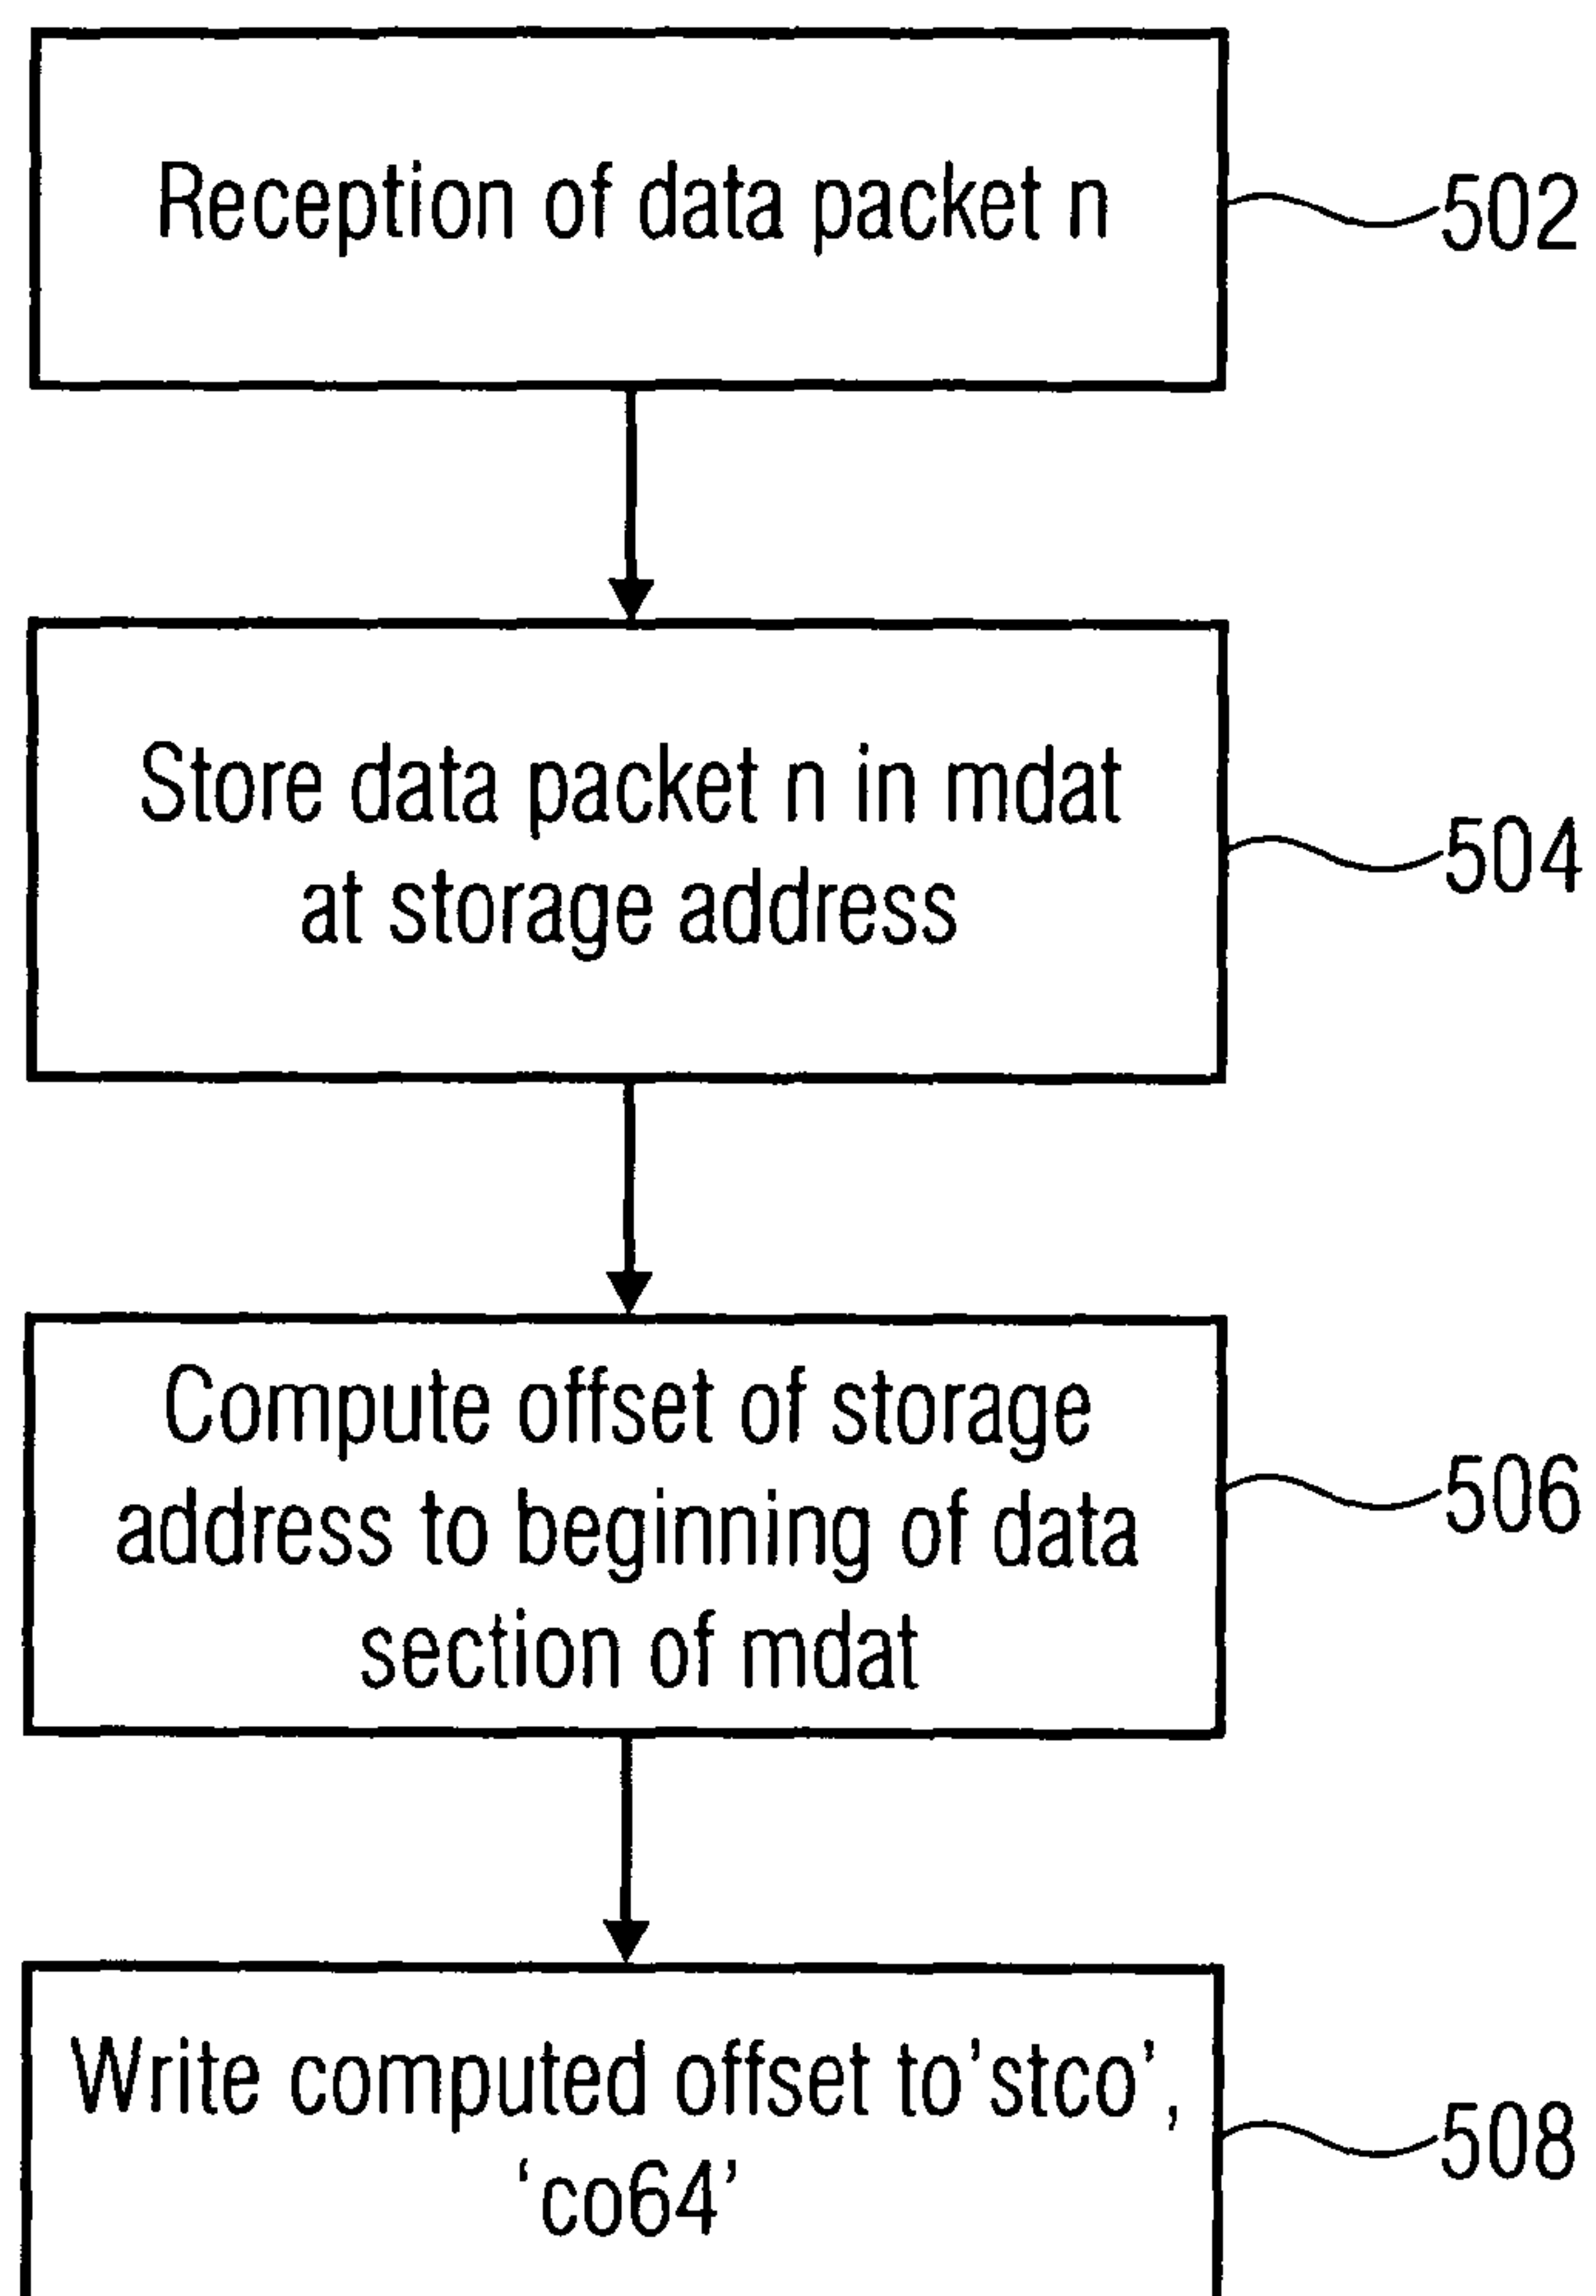 Reception of data packet n
502
Store data packet n in mdat
at storage address
504
Compute offset of storage
address to beginning of data
section of mdat
506
Write computed offset to'stco',
'co64'
508